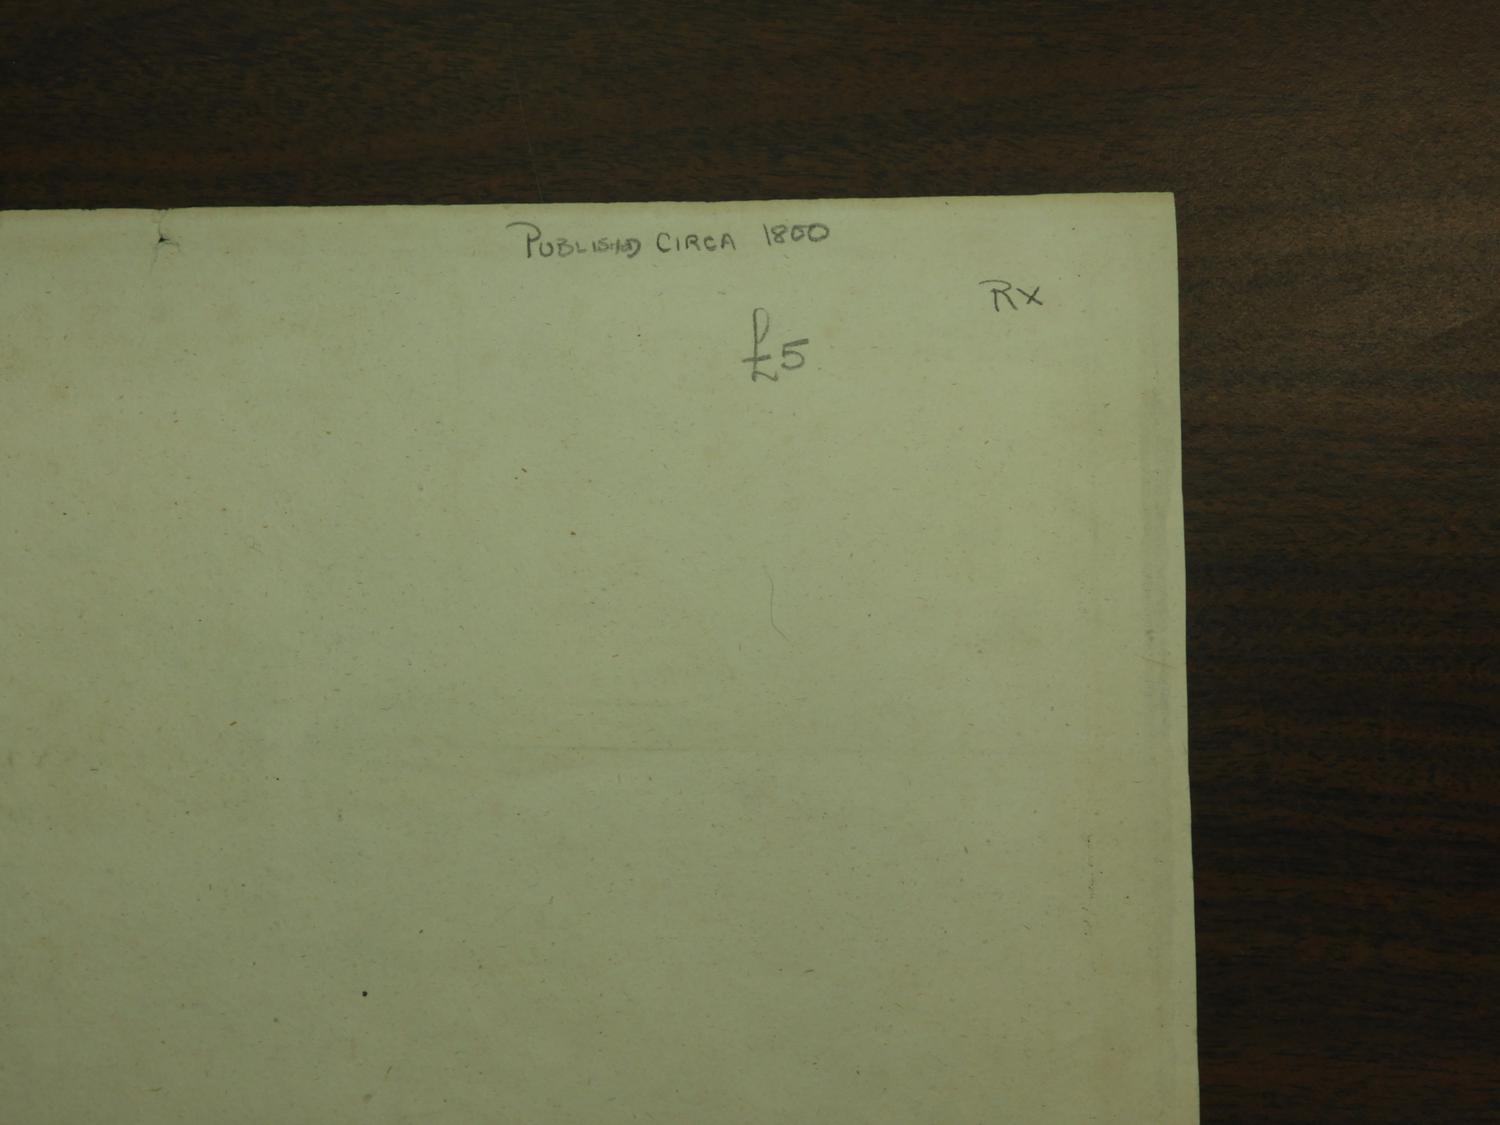 PUBLISHED CIRCA 1800
RX
£5